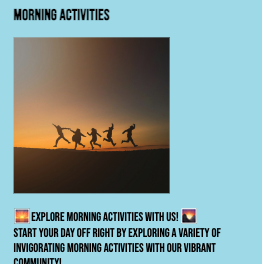 MORNING ACTIVITIES
🌅 EXPLORE MORNING ACTIVITIES WITH US! 🌄
START YOUR DAY OFF RIGHT BY EXPLORING A VARIETY OF
INVIGORATING MORNING ACTIVITIES WITH OUR VIBRANT
COMMUNITY!